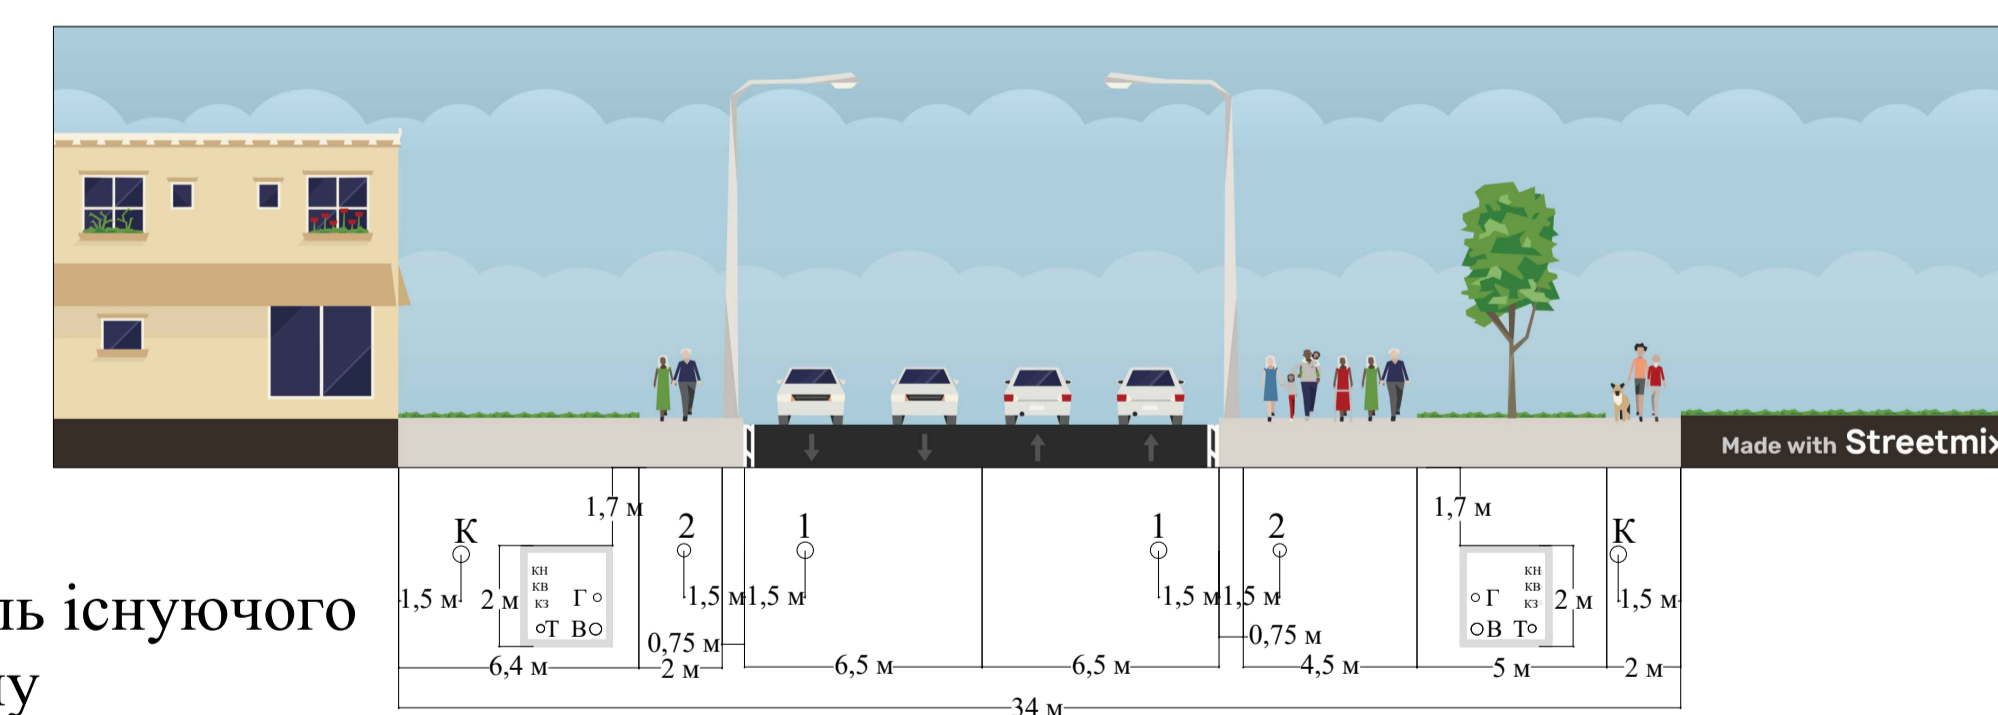 Made with Streetmix
1,7 м
1,7 м
К
2
1
1
2
К
кн
кв
кз
Г
Т В
кн
кв
кз
Г
В Т
1,5 м
2 м
1,5 м
1,5 м
1,5 м
1,5 м
2 м
1,5 м
існуючого
0,75 м
0,75 м
6,4 м
2 м
6,5 м
6,5 м
4,5 м
5 м
2 м
34 м